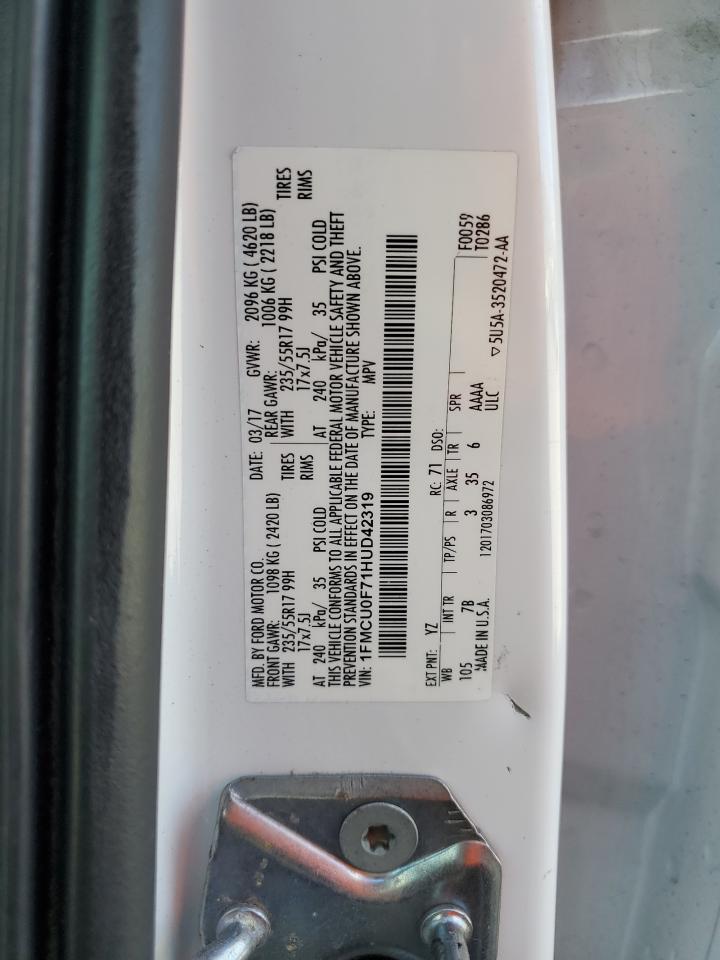 MFD. BY FORD MOTOR CO.
DATE: 03/17 GVWR: 2096 KG ( 4620 LB)
FRONT GAWR: 1098 KG ( 2420 LB) REAR GAWR: 1006 KG ( 2218 LB)
WITH 235/55R17 99H TIRES WITH 235/55R17 99H TIRES
17x7.5J RIMS 17x7.5J RIMS
AT 240 kPa/ 35 PSI COLD AT 240 kPa/ 35 PSI COLD
THIS VEHICLE CONFORMS TO ALL APPLICABLE FEDERAL MOTOR VEHICLE SAFETY AND THEFT
PREVENTION STANDARDS IN EFFECT ON THE DATE OF MANUFACTURE SHOWN ABOVE.
VIN: 1FMCU0F71HUD42319 TYPE: MPV
EXT PNT: YZ RC: 71 DSO: F0059
WB INT TR TP/PS R AXLE TR SPR T0286
105 7B 3 35 6 AAAA
MADE IN U.S.A. 1201703086972 ULC ▽5U5A-3520472-AA